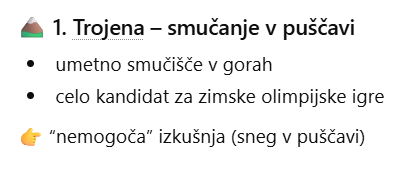 ⛰️ 1. Trojena – smučanje v puščavi
• umetno smučišče v gorah
• celo kandidat za zimske olimpijske igre
👉 “nemogoča” izkušnja (sneg v puščavi)